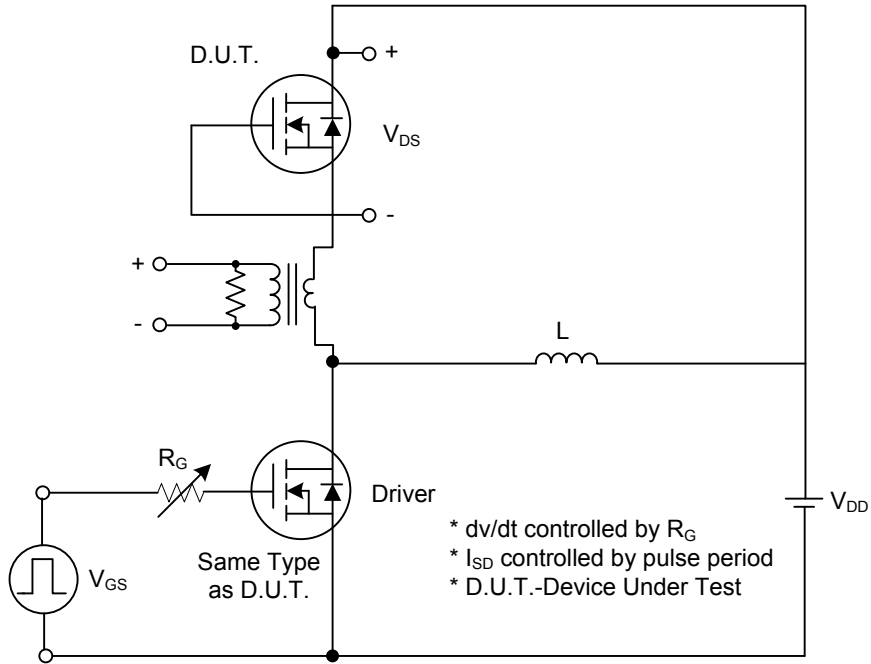 D.U.T.
+
V_DS
-
+
-
L
R_G
Driver
V_DD
Same Type
as D.U.T.
V_GS
* dv/dt controlled by R_G
* I_SD controlled by pulse period
* D.U.T.-Device Under Test